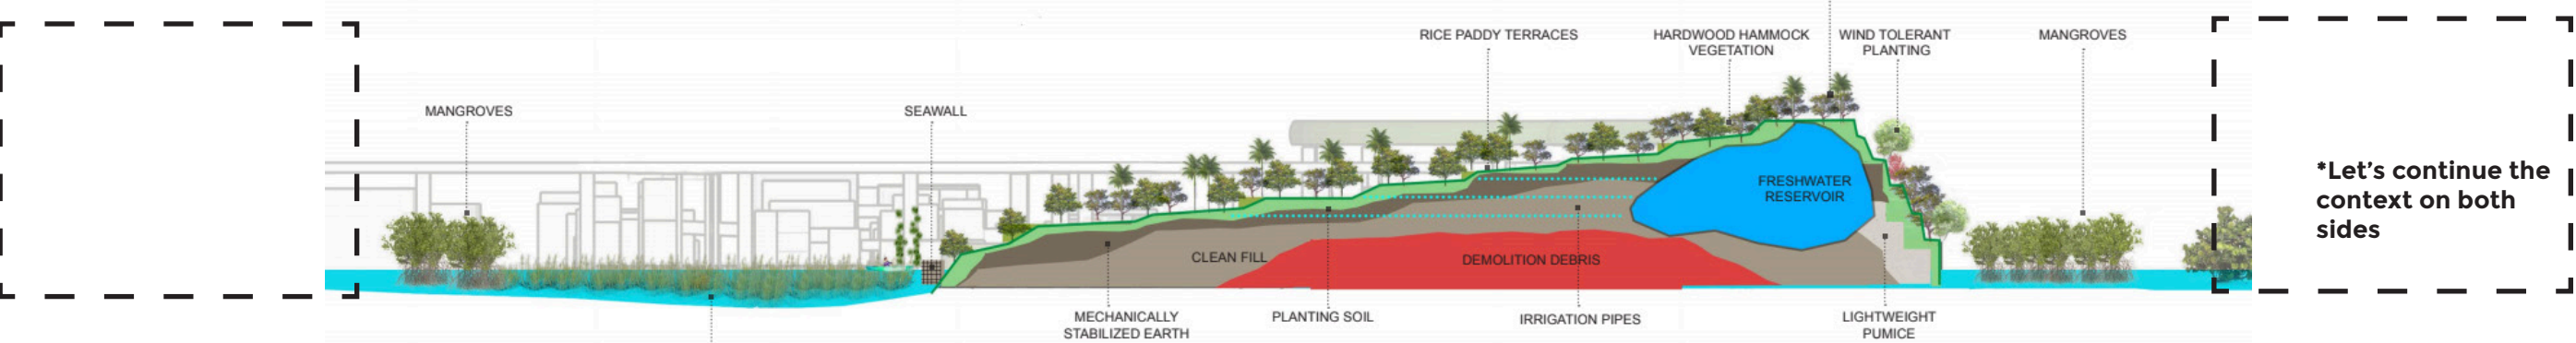 RICE PADDY TERRACES
HARDWOOD HAMMOCK
VEGETATION
WIND TOLERANT
PLANTING
MANGROVES
MANGROVES
SEAWALL
*Let’s continue the
context on both
sides
FRESHWATER
RESERVOIR
CLEAN FILL
DEMOLITION DEBRIS
MECHANICALLY
STABILIZED EARTH
PLANTING SOIL
IRRIGATION PIPES
LIGHTWEIGHT
PUMICE